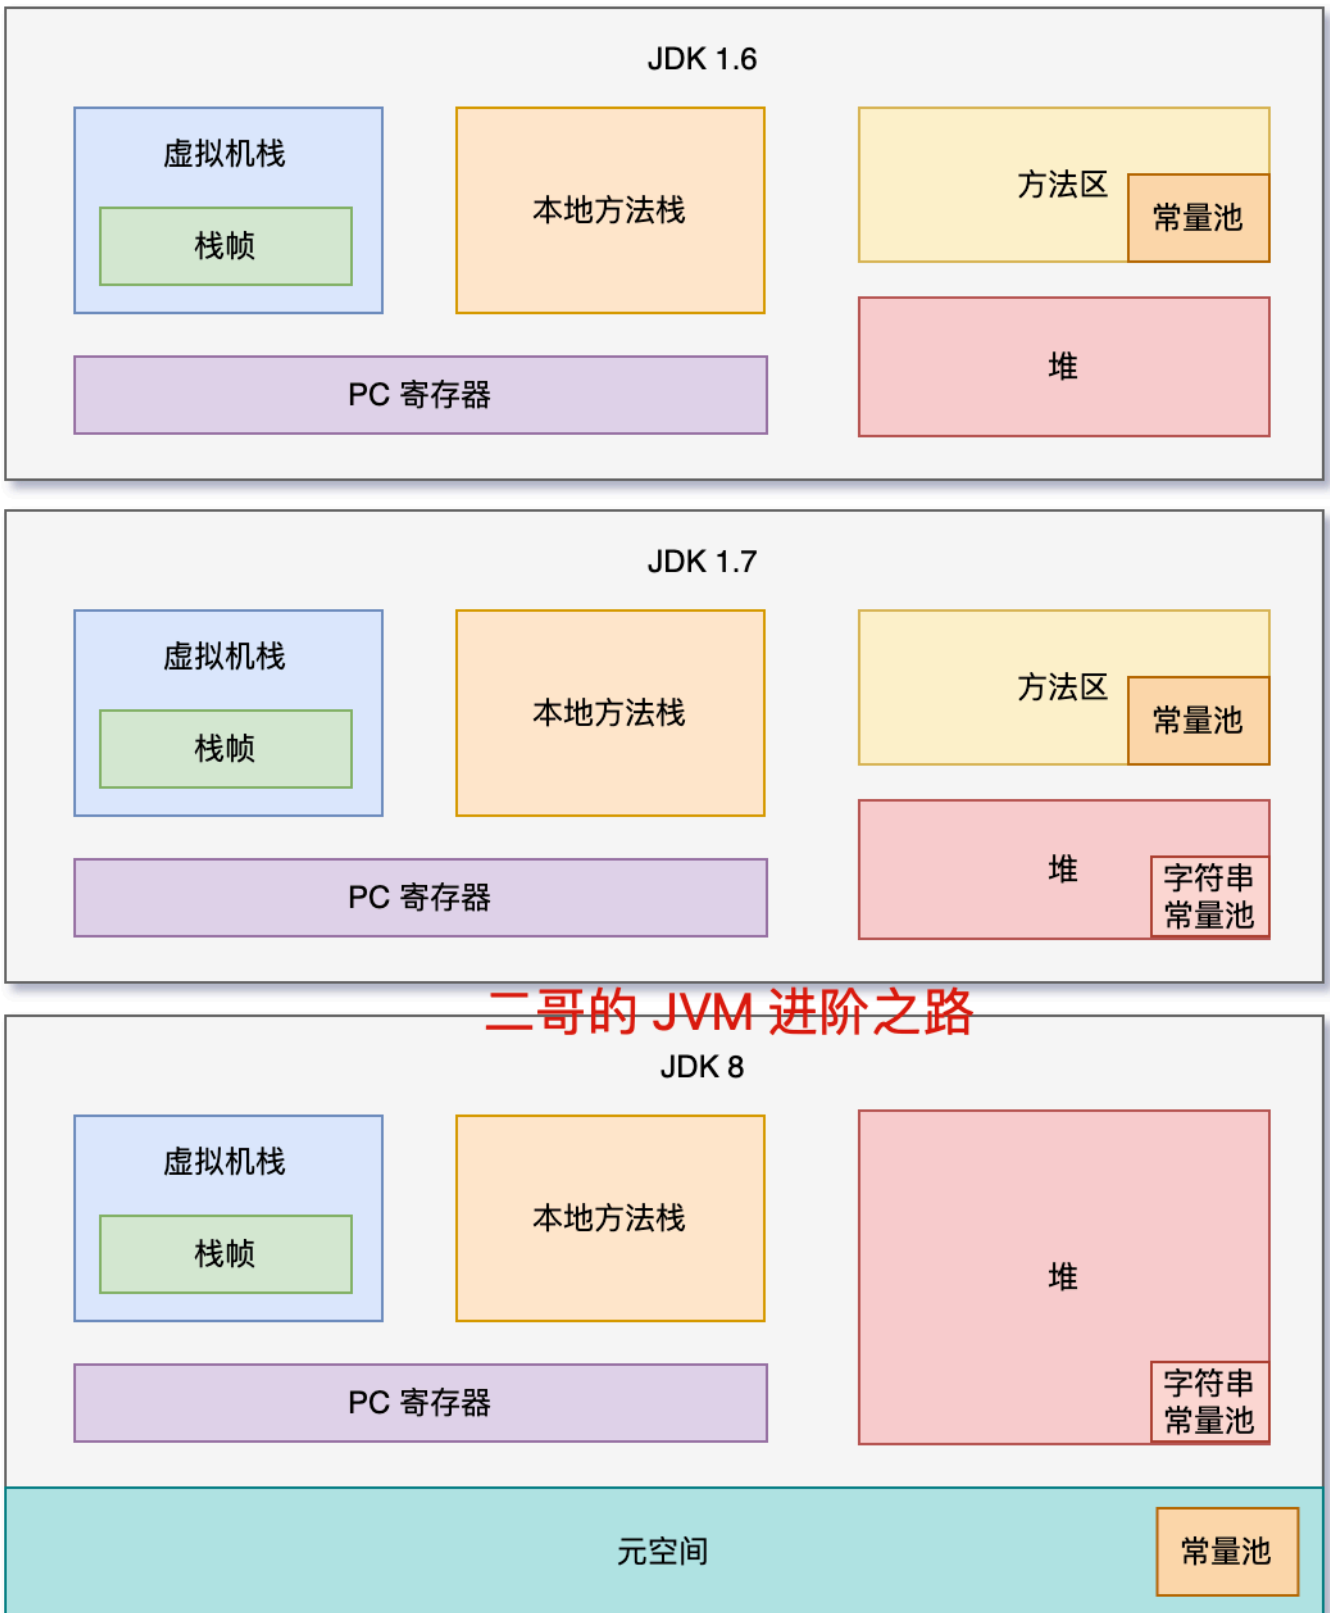 JDK 1.6
虚拟机栈
栈帧
本地方法栈
方法区
常量池
堆
PC 寄存器
JDK 1.7
虚拟机栈
栈帧
本地方法栈
方法区
常量池
堆
字符串
常量池
PC 寄存器
二哥的 JVM 进阶之路
JDK 8
虚拟机栈
栈帧
本地方法栈
堆
字符串
常量池
PC 寄存器
元空间
常量池